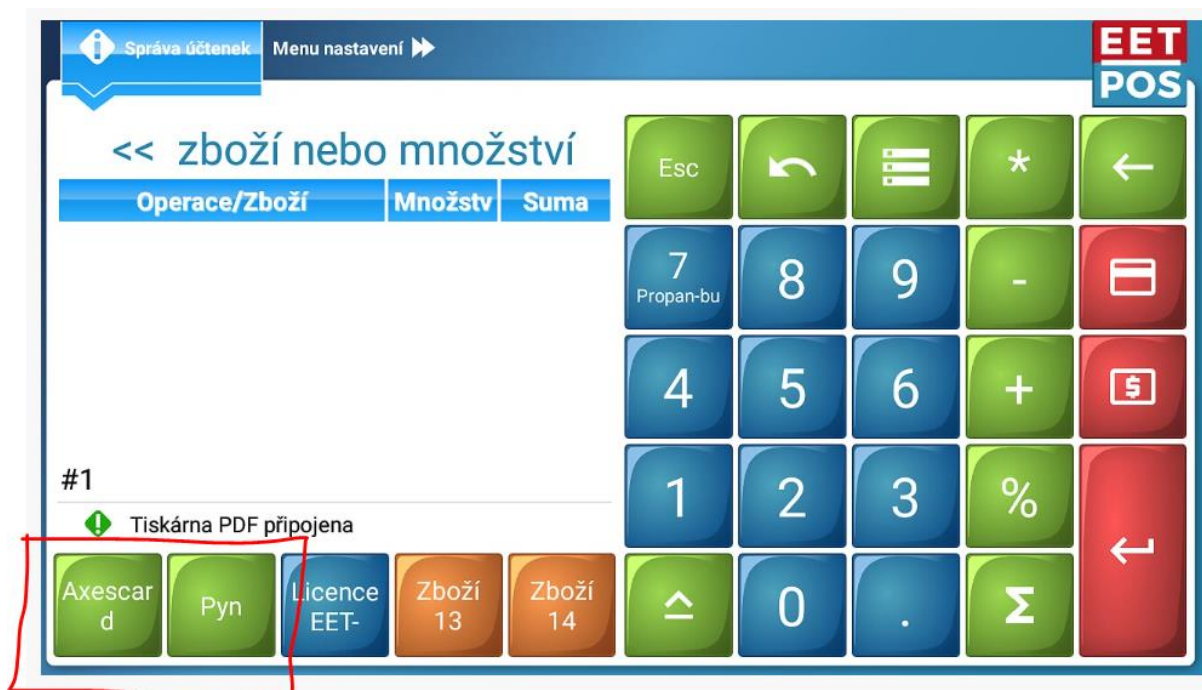 Správa účtenek Menu nastavení
EET
POS
<< zboží nebo množství
Operace/Zboží Množstv Suma
Esc * ←
7 8 9 -
Propan-bu
4 5 6 + $
#1
1 2 3 %
Tiskárna PDF připojena
Axescar
d
Pyn
Licence
EET-
Zboží
13
Zboží
14
0 . Σ